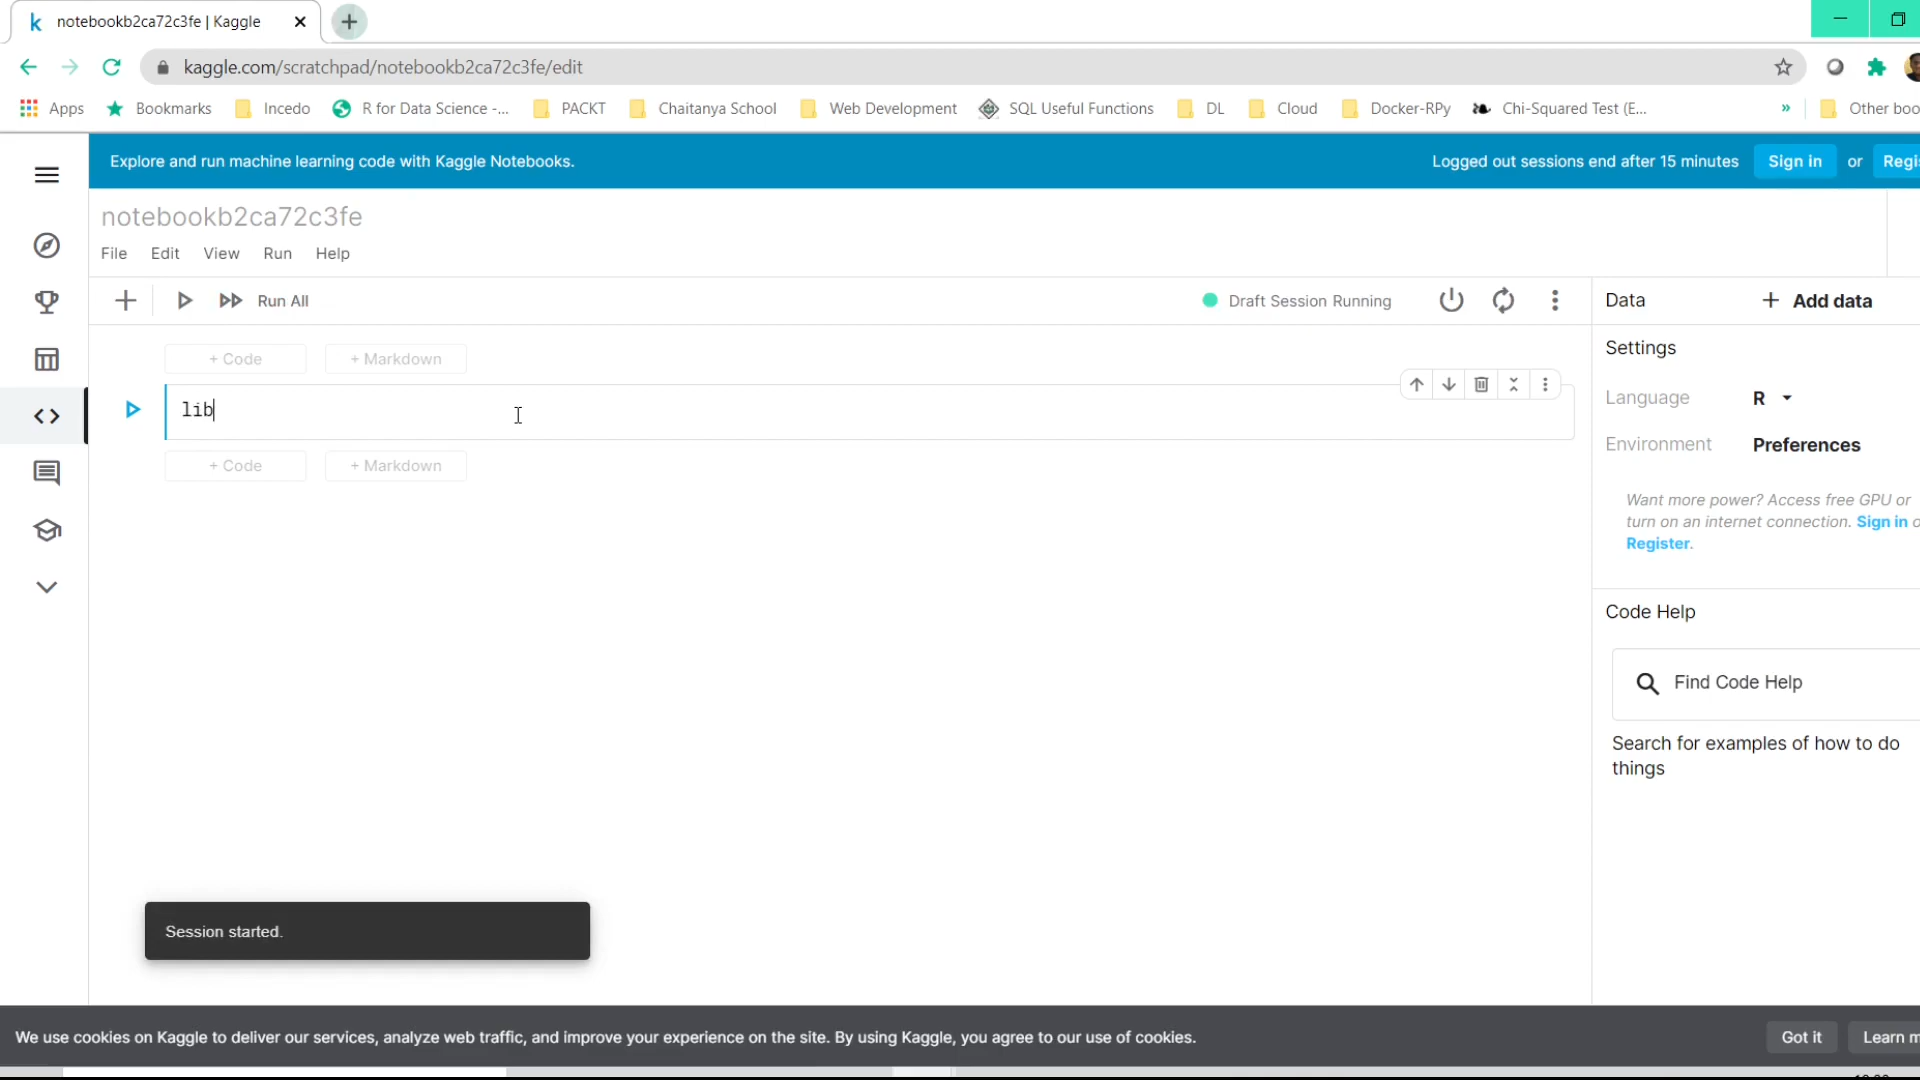 notebookb2ca72c3fe | Kaggle
kaggle.com/scratchpad/notebookb2ca72c3fe/edit
Apps Bookmarks Incedo R for Data Science -... PACKT Chaitanya School Web Development SQL Useful Functions DL Cloud Docker-RPy Chi-Squared Test (E... » Other boo
Explore and run machine learning code with Kaggle Notebooks. Logged out sessions end after 15 minutes Sign in or Regi
notebookb2ca72c3fe
File Edit View Run Help
Run All Draft Session Running Data + Add data
+ Code + Markdown
Settings
lib
Language R
+ Code + Markdown
Environment Preferences
Want more power? Access free GPU or
turn on an internet connection. Sign in o
Register.
Code Help
Find Code Help
Search for examples of how to do
things
Session started.
We use cookies on Kaggle to deliver our services, analyze web traffic, and improve your experience on the site. By using Kaggle, you agree to our use of cookies. Got it Learn m